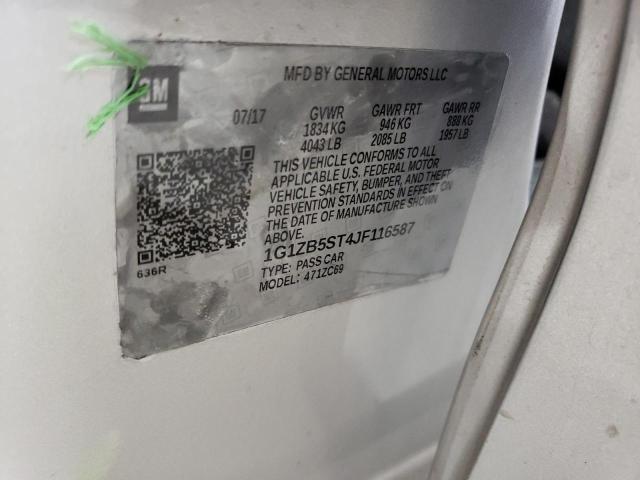 GM
MFD BY GENERAL MOTORS LLC
07/17 GVWR GAWR FRT GAWR RR
1834 KG 946 KG 888 KG
4043 LB 2085 LB 1957 LB
THIS VEHICLE CONFORMS TO ALL
APPLICABLE U.S. FEDERAL MOTOR
VEHICLE SAFETY, BUMPER, AND THEFT
PREVENTION STANDARDS IN EFFECT ON
THE DATE OF MANUFACTURE SHOWN
ABOVE.
1G1ZB5ST4JF116587
TYPE: PASS CAR
MODEL: 471ZC69
636R